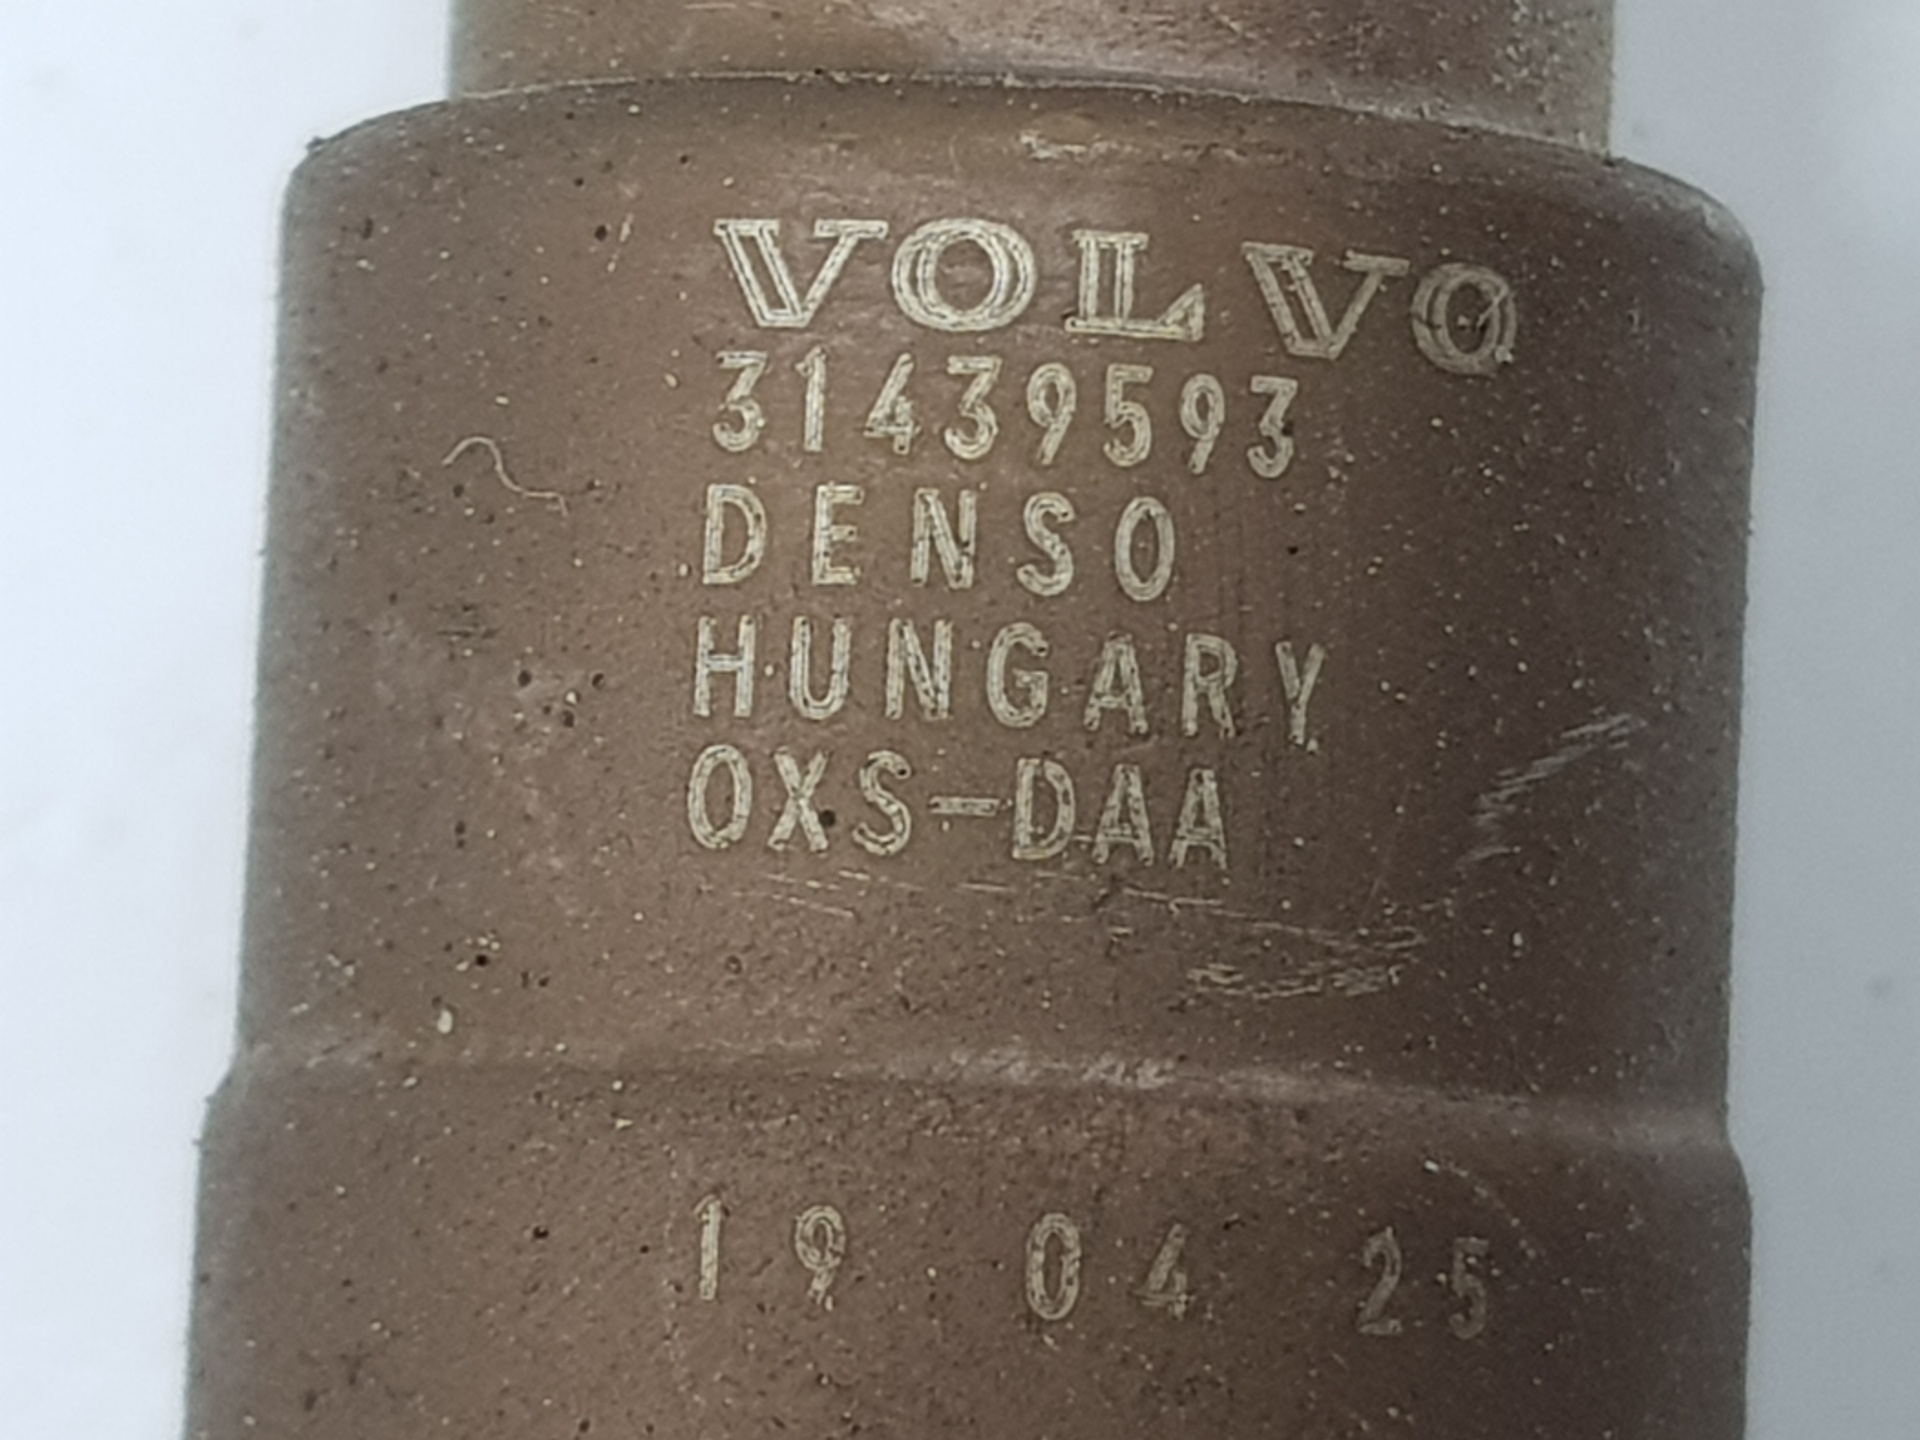 VOLVO
31439593
DENSO
HUNGARY
OXS-DAA
19 04 25